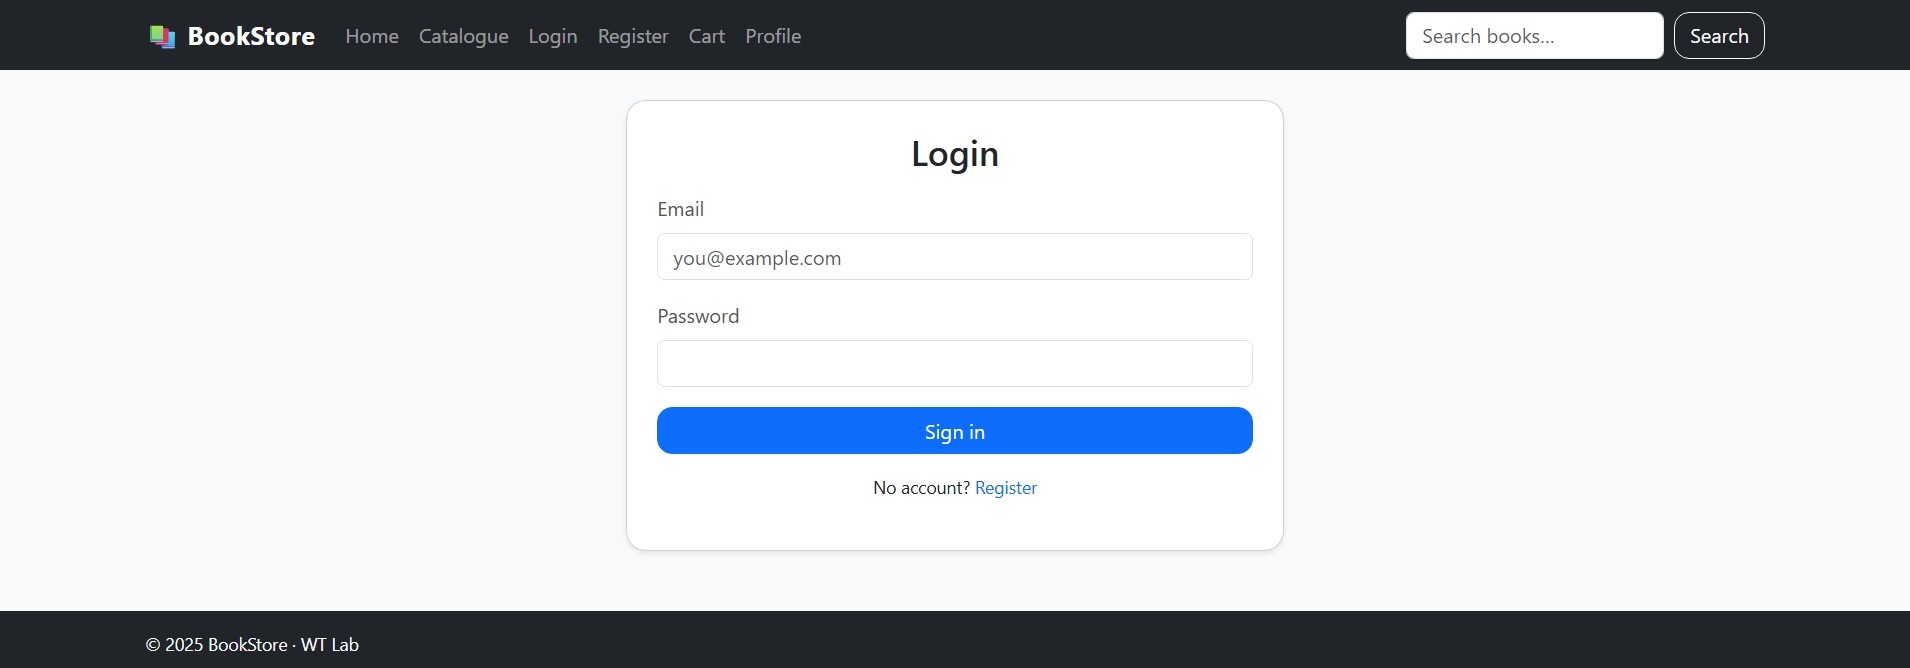 BookStore Home Catalogue Login Register Cart Profile Search books... Search
Login
Email
you@example.com
Password
Sign in
No account? Register
© 2025 BookStore · WT Lab